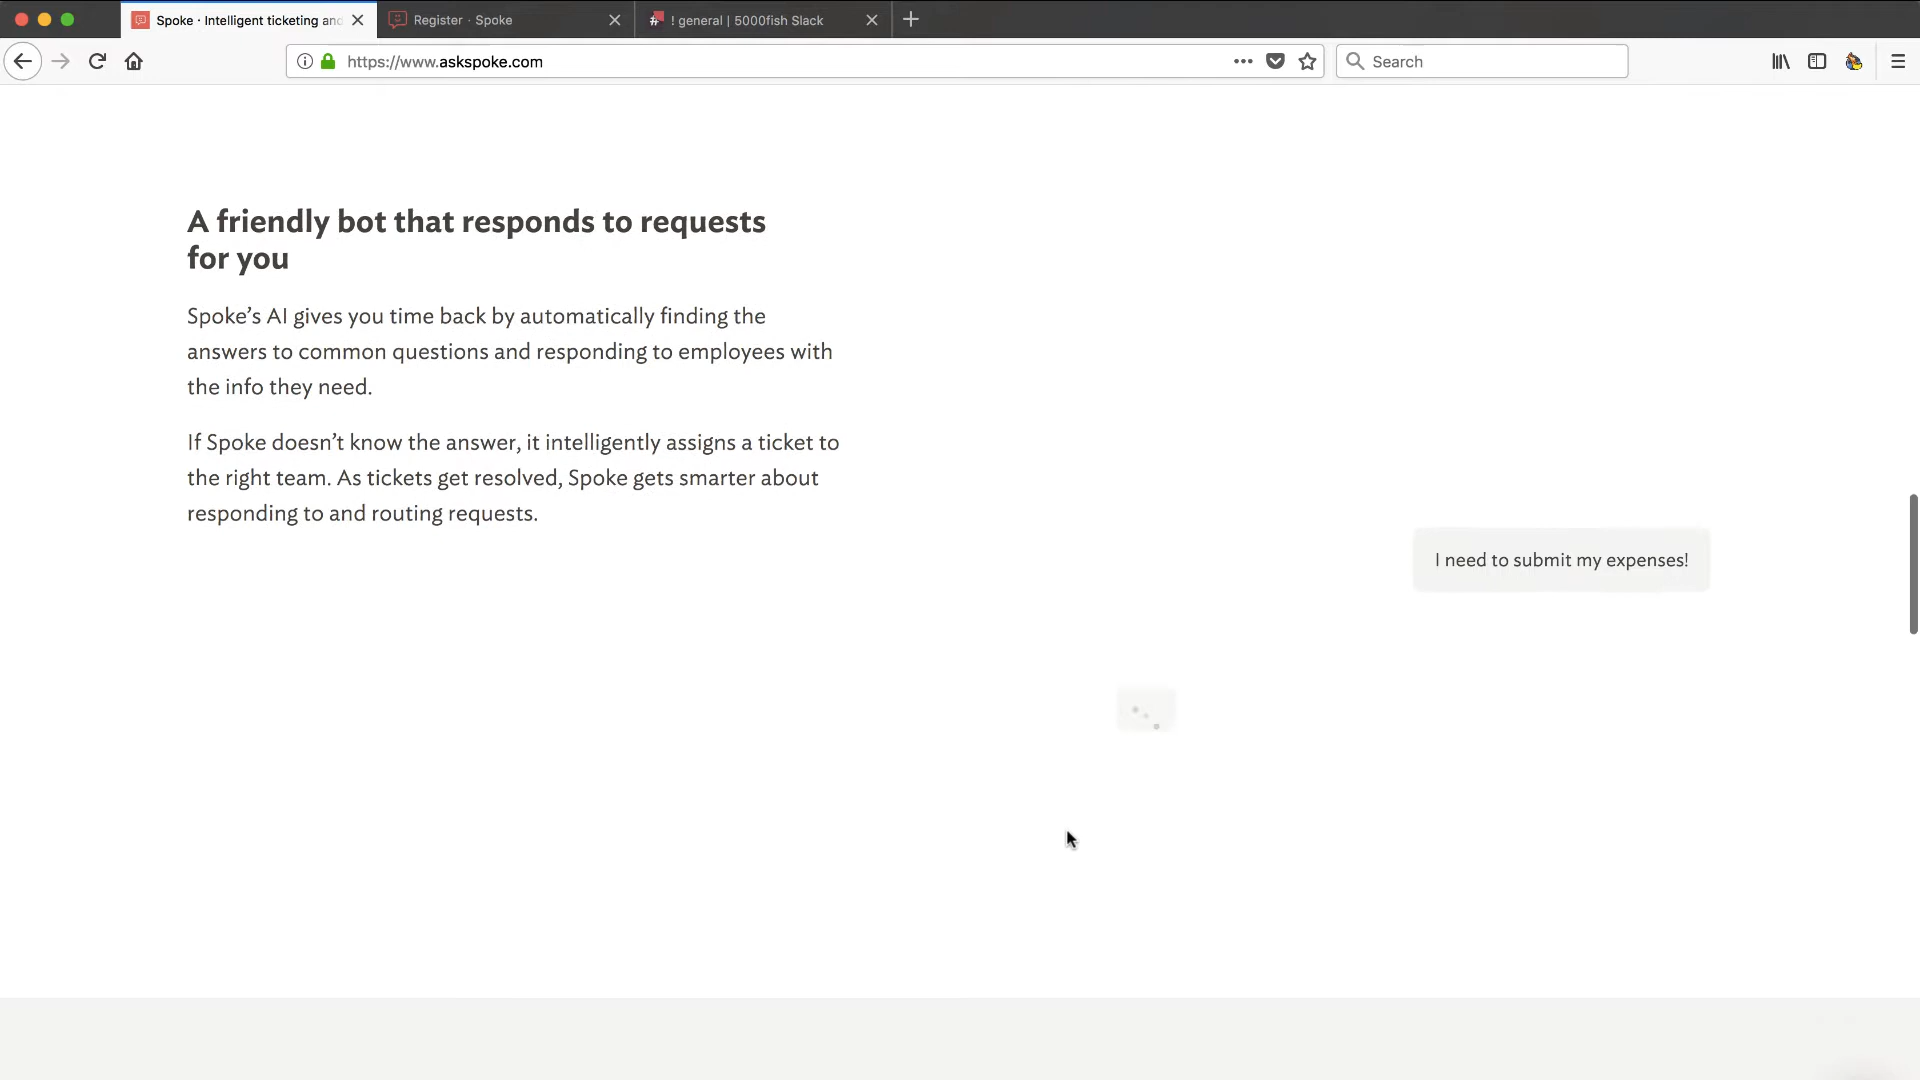 Spoke · Intelligent ticketing and
Register · Spoke
! general | 5000fish Slack
https://www.askspoke.com
Search
A friendly bot that responds to requests
for you
Spoke’s AI gives you time back by automatically finding the
answers to common questions and responding to employees with
the info they need.
If Spoke doesn’t know the answer, it intelligently assigns a ticket to
the right team. As tickets get resolved, Spoke gets smarter about
responding to and routing requests.
I need to submit my expenses!